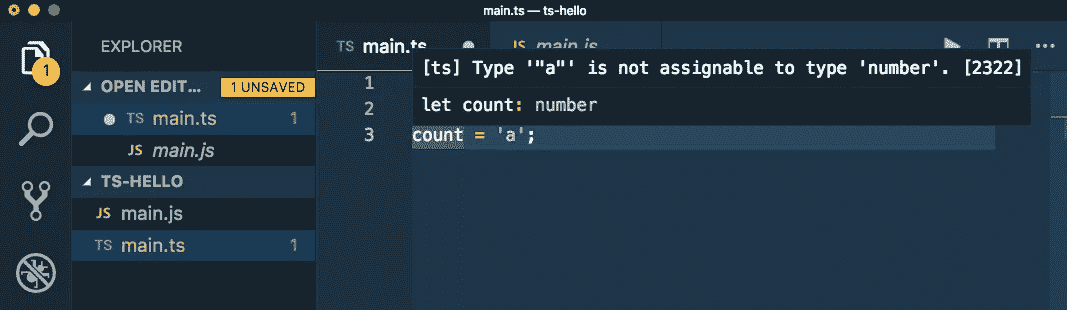 main.ts — ts-hello
EXPLORER
OPEN EDIT... 1 UNSAVED
TS main.ts 1
JS main.js
TS-HELLO
JS main.js
TS main.ts 1
1
TS main.ts JS main.js
[ts] Type '"a"' is not assignable to type 'number'. [2322]
let count: number
1
2
3 count = 'a';